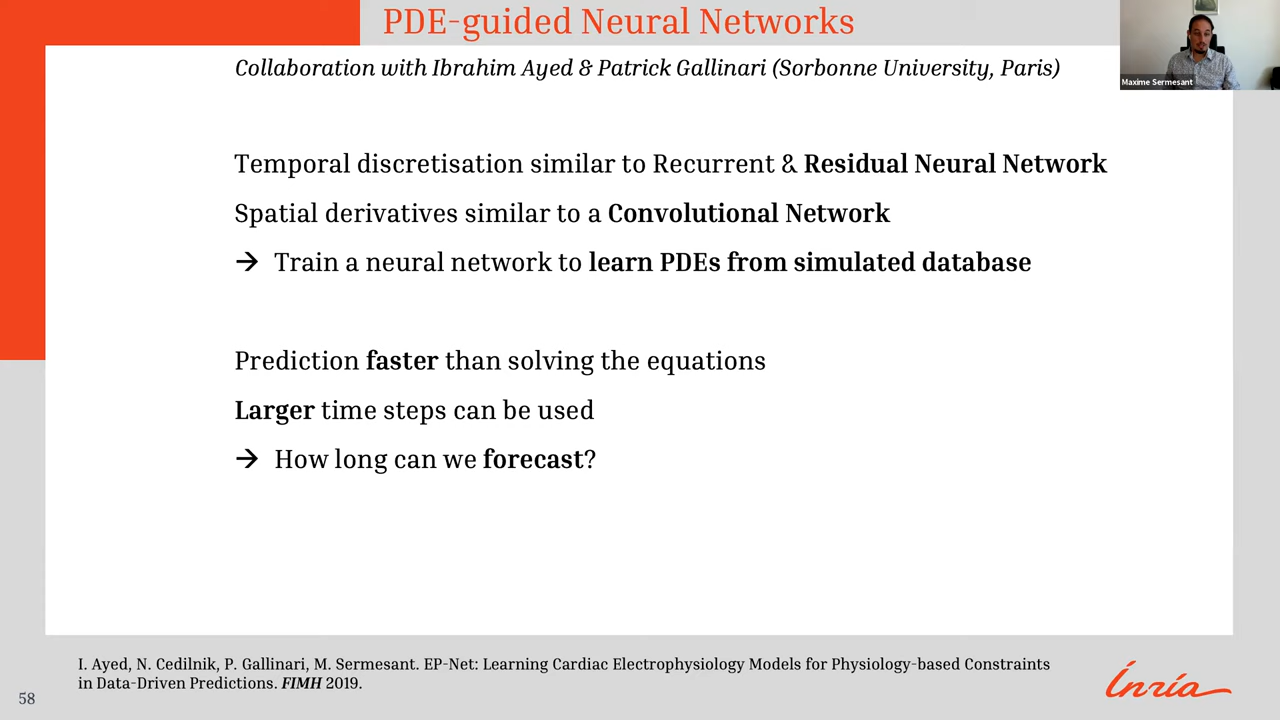 PDE-guided Neural Networks
Collaboration with Ibrahim Ayed & Patrick Gallinari (Sorbonne University, Paris)
Maxime Sermesant
Temporal discretisation similar to Recurrent & Residual Neural Network
Spatial derivatives similar to a Convolutional Network
→ Train a neural network to learn PDEs from simulated database
Prediction faster than solving the equations
Larger time steps can be used
→ How long can we forecast?
I. Ayed, N. Cedilnik, P. Gallinari, M. Sermesant. EP-Net: Learning Cardiac Electrophysiology Models for Physiology-based Constraints
in Data-Driven Predictions. FIMH 2019.
58
Inria